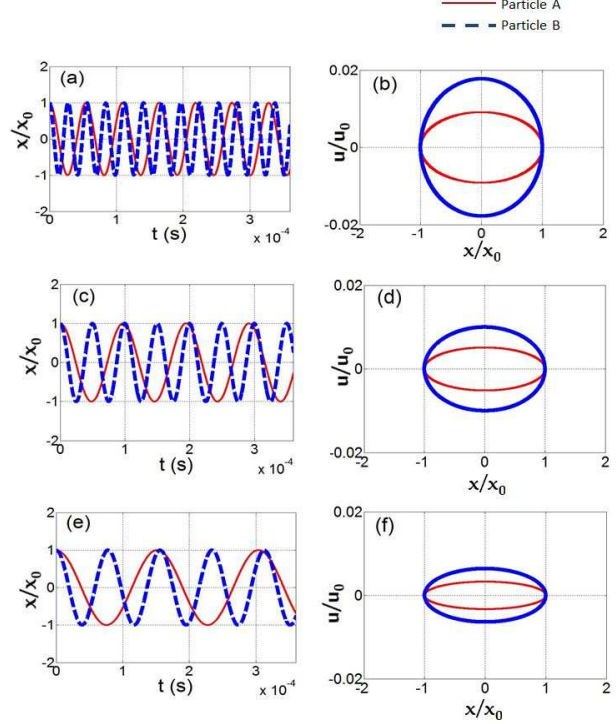 Particle A
Particle B
(a)
x/x₀
2
1
0
-1
-2
0 1 2 3
t (s)
x 10⁻⁴
(b)
u/u₀
0.02
0
-0.02
-2 -1 0 1 2
x/x₀
(c)
x/x₀
2
1
0
-1
-2
0 1 2 3
t (s)
x 10⁻⁴
(d)
u/u₀
0.02
0
-0.02
-2 -1 0 1 2
x/x₀
(e)
x/x₀
2
1
0
-1
-2
0 1 2 3
t (s)
x 10⁻⁴
(f)
u/u₀
0.02
0
-0.02
-2 -1 0 1 2
x/x₀